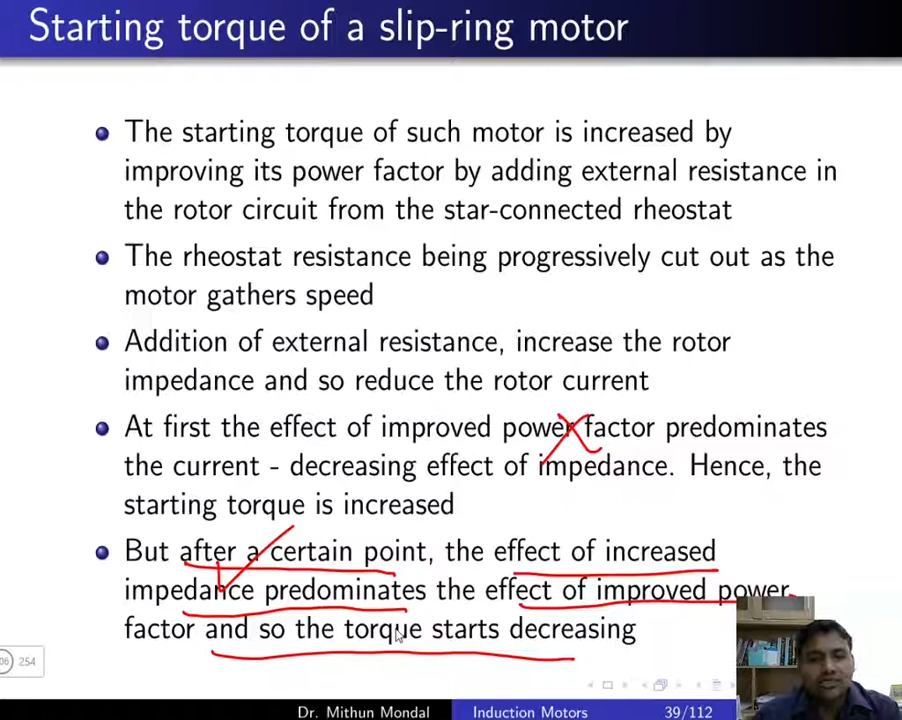 Starting torque of a slip-ring motor
The starting torque of such motor is increased by
improving its power factor by adding external resistance in
the rotor circuit from the star-connected rheostat
The rheostat resistance being progressively cut out as the
motor gathers speed
Addition of external resistance, increase the rotor
impedance and so reduce the rotor current
At first the effect of improved power factor predominates
the current - decreasing effect of impedance. Hence, the
starting torque is increased
But after a certain point, the effect of increased
impedance predominates the effect of improved power
factor and so the torque starts decreasing
254
Dr. Mithun Mondal Induction Motors 39/112